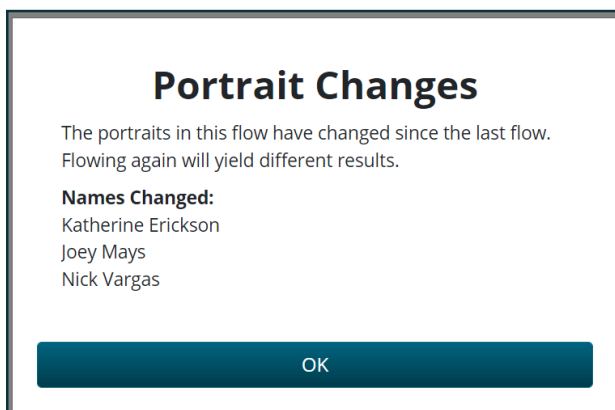 Portrait Changes
The portraits in this flow have changed since the last flow.
Flowing again will yield different results.
Names Changed:
Katherine Erickson
Joey Mays
Nick Vargas
OK